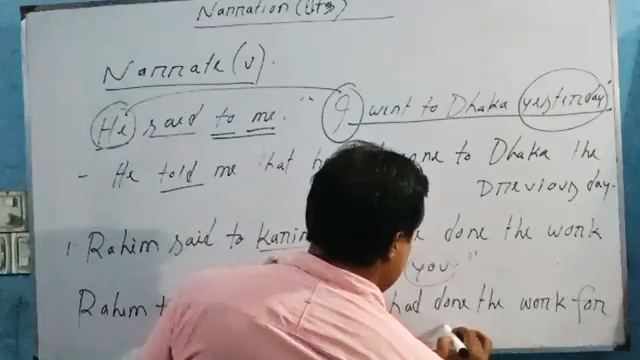 Narration (উক্তি)
Narrate (v).
He said to me. "I went to Dhaka yesterday"
- He told me that h ne to Dhaka the
previous day.
1. Rahim said to Karim done the work
you."
Rahim t had done the work for